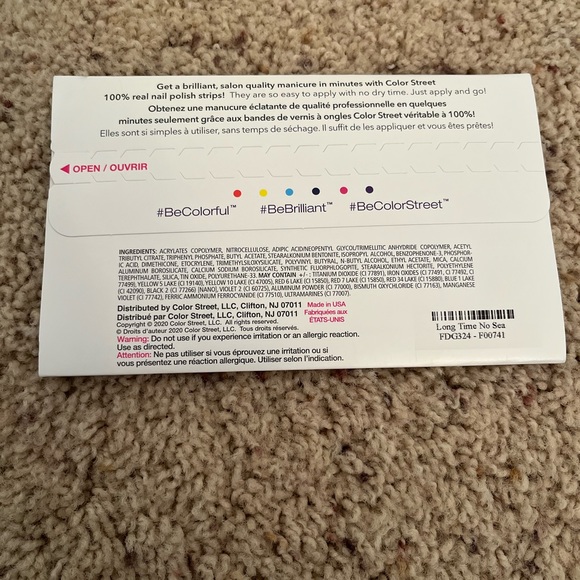 Get a brilliant, salon quality manicure in minutes with Color Street
100% real nail polish strips! They are so easy to apply with no dry time. Just apply and go!
Obtenez une manucure éclatante de qualité professionnelle en quelques
minutes seulement grâce aux bandes de vernis à ongles Color Street véritable à 100%!
Elles sont si simples à utiliser, sans temps de séchage. Il suffit de les appliquer et vous êtes prêtes!
OPEN / OUVRIR
#BeColorful™ #BeBrilliant™ #BeColorStreet™
INGREDIENTS: ACRYLATES COPOLYMER, NITROCELLULOSE, ADIPIC ACID/NEOPENTYL GLYCOL/TRIMELLITIC ANHYDRIDE COPOLYMER, ACETYL
TRIBUTYL CITRATE, TRIPHENYL PHOSPHATE, BUTYL ACETATE, STEARALKONIUM BENTONITE, ISOPROPYL ALCOHOL, BENZOPHENONE-3, PHOSPHOR-
IC ACID, DIMETHICONE, ETOCRYLENE, TRIMETHYLSILOXYSILICATE, POLYVINYL BUTYRAL, N-BUTYL ALCOHOL, ETHYL ACETATE, MICA, CALCIUM
ALUMINUM BOROSILICATE, CALCIUM SODIUM BOROSILICATE, SYNTHETIC FLUORPHLOGOPITE, STEARALKONIUM HECTORITE, POLYETHYLENE
TEREPHTHALATE, SILICA, TIN OXIDE, POLYURETHANE-33. MAY CONTAIN +/- : TITANIUM DIOXIDE (CI 77891), IRON OXIDES (CI 77491, CI 77492, CI
77499), YELLOW 5 LAKE (CI 19140), YELLOW 10 LAKE (CI 47005), RED 6 LAKE (CI 15850), RED 7 LAKE (CI 15850), RED 34 LAKE (CI 15880), BLUE 1 LAKE
(CI 42090), BLACK 2 (CI 77266) [NANO], VIOLET 2 (CI 60725), ALUMINUM POWDER (CI 77000), BISMUTH OXYCHLORIDE (CI 77163), MANGANESE
VIOLET (CI 77742), FERRIC AMMONIUM FERROCYANIDE (CI 77510), ULTRAMARINES (CI 77007).
Distributed by Color Street, LLC, Clifton, NJ 07011
Distribué par Color Street, LLC, Clifton, NJ 07011
Copyright © 2020 Color Street, LLC. All rights reserved.
© Droits d'auteur 2020 Color Street, LLC. Tous droits réservés.
Made in USA
Fabriquées aux
ÉTATS-UNIS
Warning: Do not use if you experience irritation or an allergic reaction.
Use as directed.
Attention: Ne pas utiliser si vous éprouvez une irritation ou si
vous présentez une réaction allergique. Utiliser selon l'indication.
Long Time No Sea
FDG324 - F00741